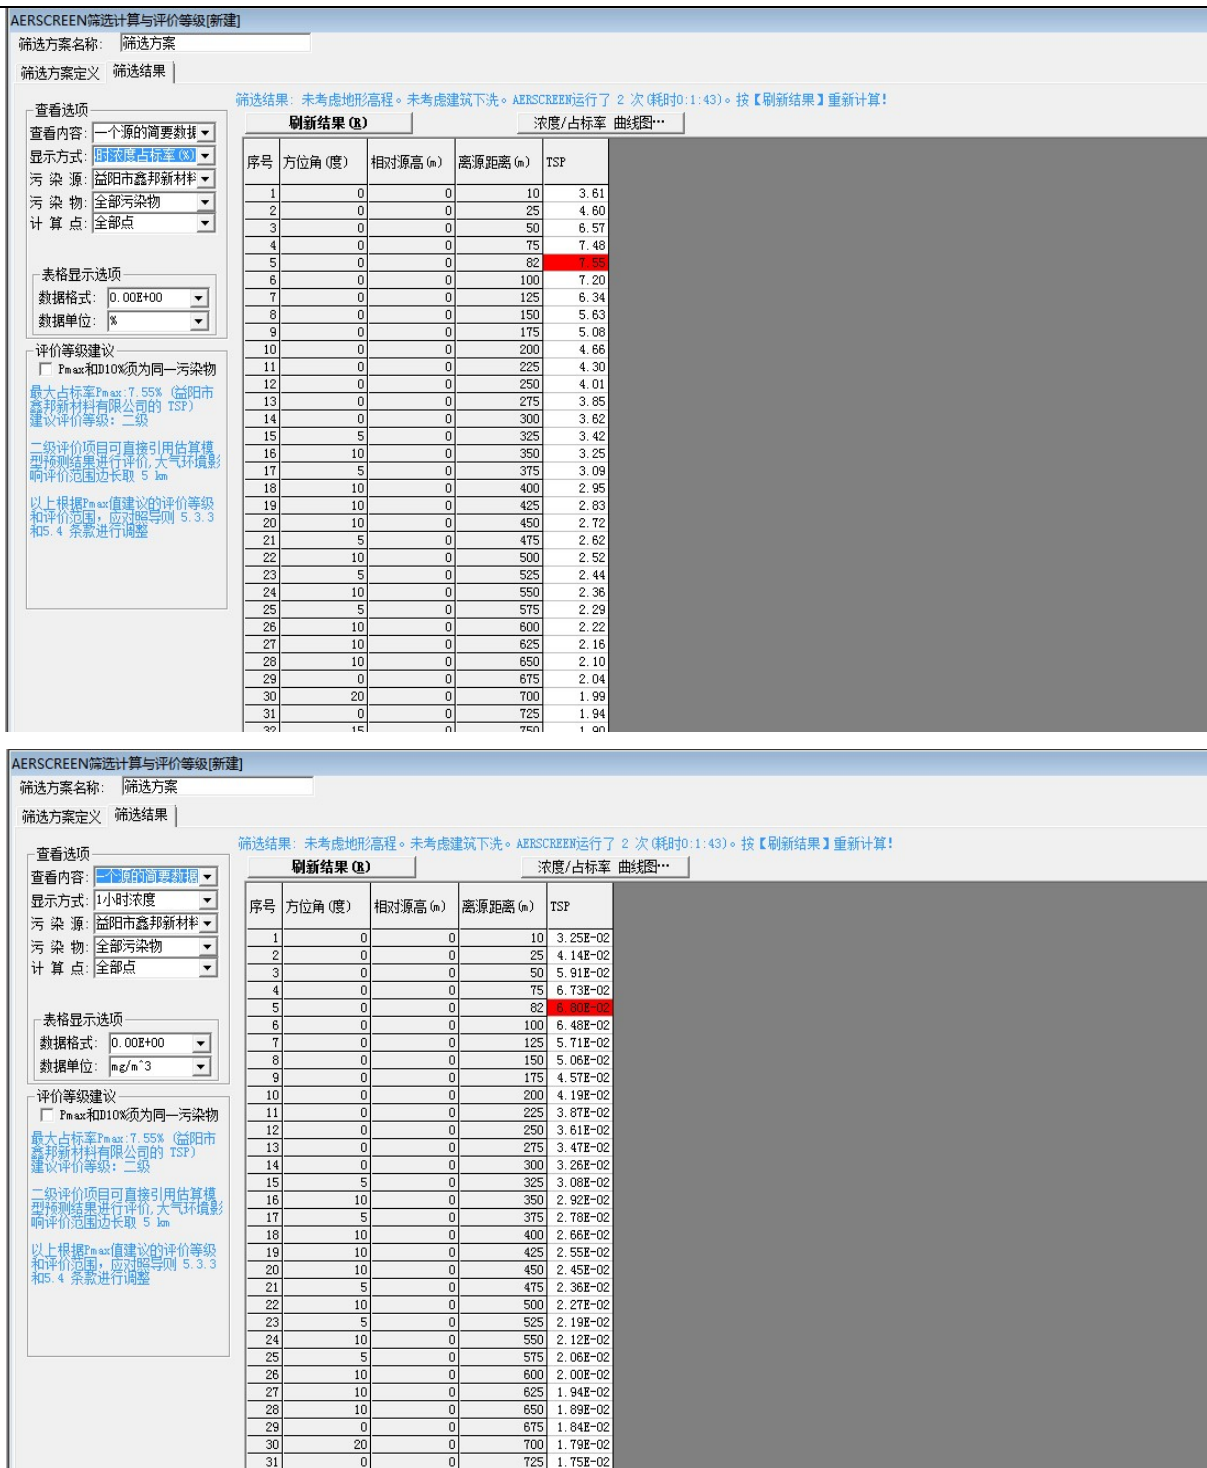 AERSCREEN筛选计算与评价等级[新建]
筛选方案名称: 筛选方案
筛选方案定义 筛选结果
筛选结果: 未考虑地形高程。未考虑建筑下洗。AERSCREEN运行了 2 次(耗时0:1:43)。按【刷新结果】重新计算!
刷新结果(R) 浓度/占标率 曲线图…
查看选项
查看内容: 一个源的简要数据
显示方式: 时浓度占标率(%)
污 染 源: 益阳市鑫邦新材料
污 染 物: 全部污染物
计 算 点: 全部点
表格显示选项
数据格式: 0.00E+00
数据单位: %
评价等级建议
Pmax和D10%须为同一污染物
最大占标率Pmax:7.55% (益阳市
鑫邦新材料有限公司的 TSP)
建议评价等级: 二级
二级评价项目可直接引用估算模
型预测结果进行评价,大气环境影
响评价范围边长取 5 km
以上根据Pmax值建议的评价等级
和评价范围,应对照导则 5.3.3
和5.4 条款进行调整
序号 方位角(度) 相对源高(m) 离源距离(m) TSP
1 0 0 10 3.61
2 0 0 25 4.60
3 0 0 50 6.57
4 0 0 75 7.48
5 0 0 82 7.55
6 0 0 100 7.20
7 0 0 125 6.34
8 0 0 150 5.63
9 0 0 175 5.08
10 0 0 200 4.66
11 0 0 225 4.30
12 0 0 250 4.01
13 0 0 275 3.85
14 0 0 300 3.62
15 5 0 325 3.42
16 10 0 350 3.25
17 5 0 375 3.09
18 10 0 400 2.95
19 10 0 425 2.83
20 10 0 450 2.72
21 5 0 475 2.62
22 10 0 500 2.52
23 5 0 525 2.44
24 10 0 550 2.36
25 5 0 575 2.29
26 10 0 600 2.22
27 10 0 625 2.16
28 10 0 650 2.10
29 0 0 675 2.04
30 20 0 700 1.99
31 0 0 725 1.94
32 15 0 750 1.90
AERSCREEN筛选计算与评价等级[新建]
筛选方案名称: 筛选方案
筛选方案定义 筛选结果
筛选结果: 未考虑地形高程。未考虑建筑下洗。AERSCREEN运行了 2 次(耗时0:1:43)。按【刷新结果】重新计算!
刷新结果(R) 浓度/占标率 曲线图…
查看选项
查看内容: 一个源的简要数据
显示方式: 1小时浓度
污 染 源: 益阳市鑫邦新材料
污 染 物: 全部污染物
计 算 点: 全部点
表格显示选项
数据格式: 0.00E+00
数据单位: mg/m^3
评价等级建议
Pmax和D10%须为同一污染物
最大占标率Pmax:7.55% (益阳市
鑫邦新材料有限公司的 TSP)
建议评价等级: 二级
二级评价项目可直接引用估算模
型预测结果进行评价,大气环境影
响评价范围边长取 5 km
以上根据Pmax值建议的评价等级
和评价范围,应对照导则 5.3.3
和5.4 条款进行调整
序号 方位角(度) 相对源高(m) 离源距离(m) TSP
1 0 0 10 3.25E-02
2 0 0 25 4.14E-02
3 0 0 50 5.91E-02
4 0 0 75 6.73E-02
5 0 0 82 6.80E-02
6 0 0 100 6.48E-02
7 0 0 125 5.71E-02
8 0 0 150 5.06E-02
9 0 0 175 4.57E-02
10 0 0 200 4.19E-02
11 0 0 225 3.87E-02
12 0 0 250 3.61E-02
13 0 0 275 3.47E-02
14 0 0 300 3.26E-02
15 5 0 325 3.08E-02
16 10 0 350 2.92E-02
17 5 0 375 2.78E-02
18 10 0 400 2.66E-02
19 10 0 425 2.55E-02
20 10 0 450 2.45E-02
21 5 0 475 2.36E-02
22 10 0 500 2.27E-02
23 5 0 525 2.19E-02
24 10 0 550 2.12E-02
25 5 0 575 2.06E-02
26 10 0 600 2.00E-02
27 10 0 625 1.94E-02
28 10 0 650 1.89E-02
29 0 0 675 1.84E-02
30 20 0 700 1.79E-02
31 0 0 725 1.75E-02